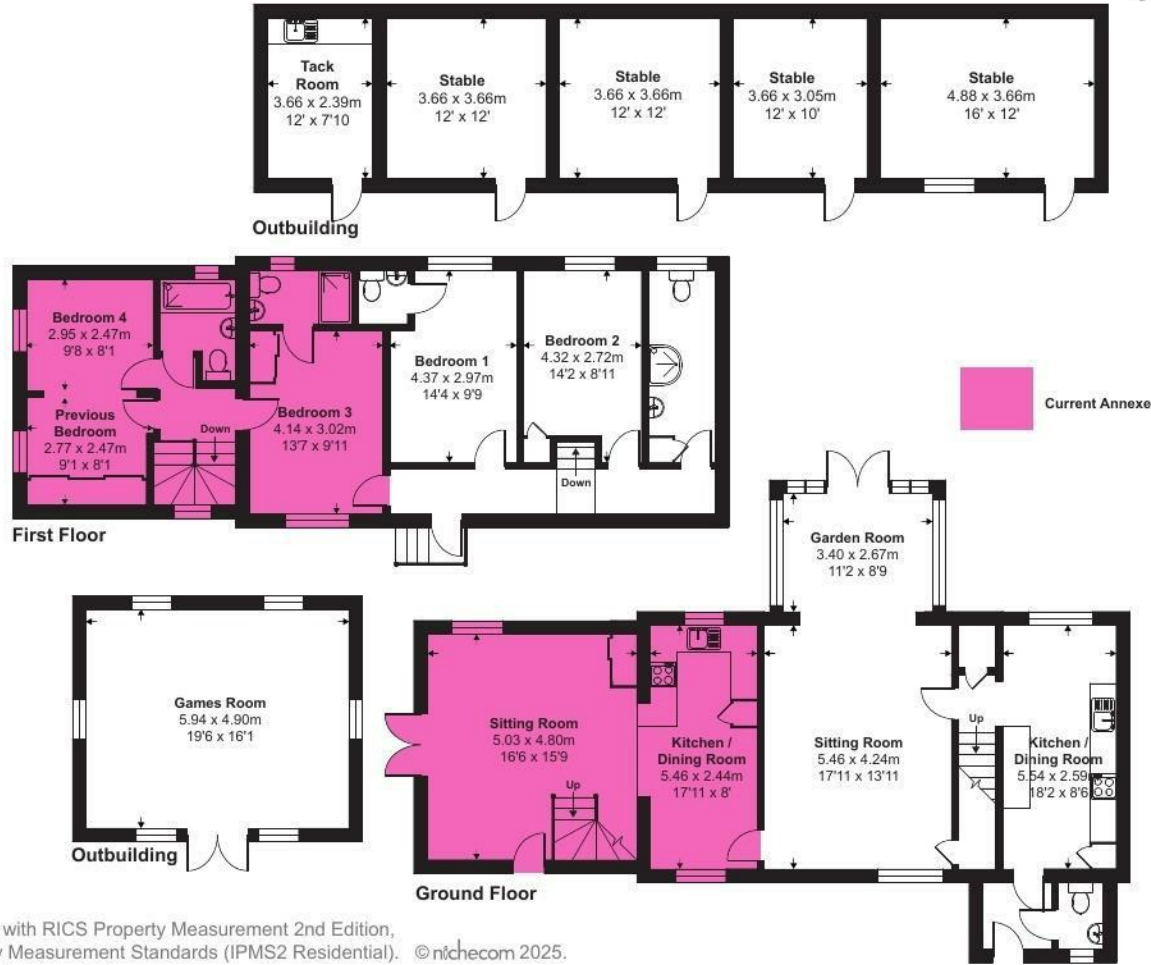 Tack
Room
3.66 x 2.39m
12' x 7'10
Stable
3.66 x 3.66m
12' x 12'
Stable
3.66 x 3.66m
12' x 12'
Stable
3.66 x 3.05m
12' x 10'
Stable
4.88 x 3.66m
16' x 12'
Outbuilding
Bedroom 4
2.95 x 2.47m
9'8 x 8'1
Previous
Bedroom
2.77 x 2.47m
9'1 x 8'1
Down
Bedroom 3
4.14 x 3.02m
13'7 x 9'11
Bedroom 1
4.37 x 2.97m
14'4 x 9'9
Bedroom 2
4.32 x 2.72m
14'2 x 8'11
Down
First Floor
Current Annexe
Garden Room
3.40 x 2.67m
11'2 x 8'9
Games Room
5.94 x 4.90m
19'6 x 16'1
Outbuilding
Sitting Room
5.03 x 4.80m
16'6 x 15'9
Up
Kitchen /
Dining Room
5.46 x 2.44m
17'11 x 8'
Sitting Room
5.46 x 4.24m
17'11 x 13'11
Up
Kitchen /
Dining Room
5.54 x 2.59m
18'2 x 8'6
Ground Floor
with RICS Property Measurement 2nd Edition,
Measurement Standards (IPMS2 Residential). © nichecom 2025.